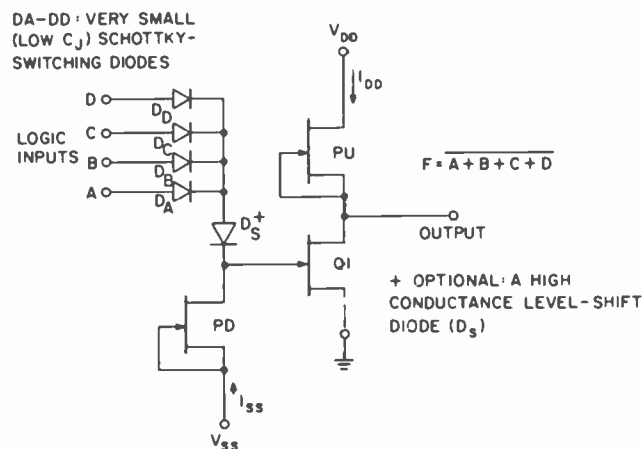 DA-DD: VERY SMALL
(LOW CJ) SCHOTTKY-
SWITCHING DIODES
VDD
IDD
D
DD
C
DC
B
DB
A
DA
LOGIC
INPUTS
PU
F = A + B + C + D
DS+
OUTPUT
Q1
+ OPTIONAL: A HIGH
CONDUCTANCE LEVEL-SHIFT
DIODE (DS)
PD
ISS
VSS